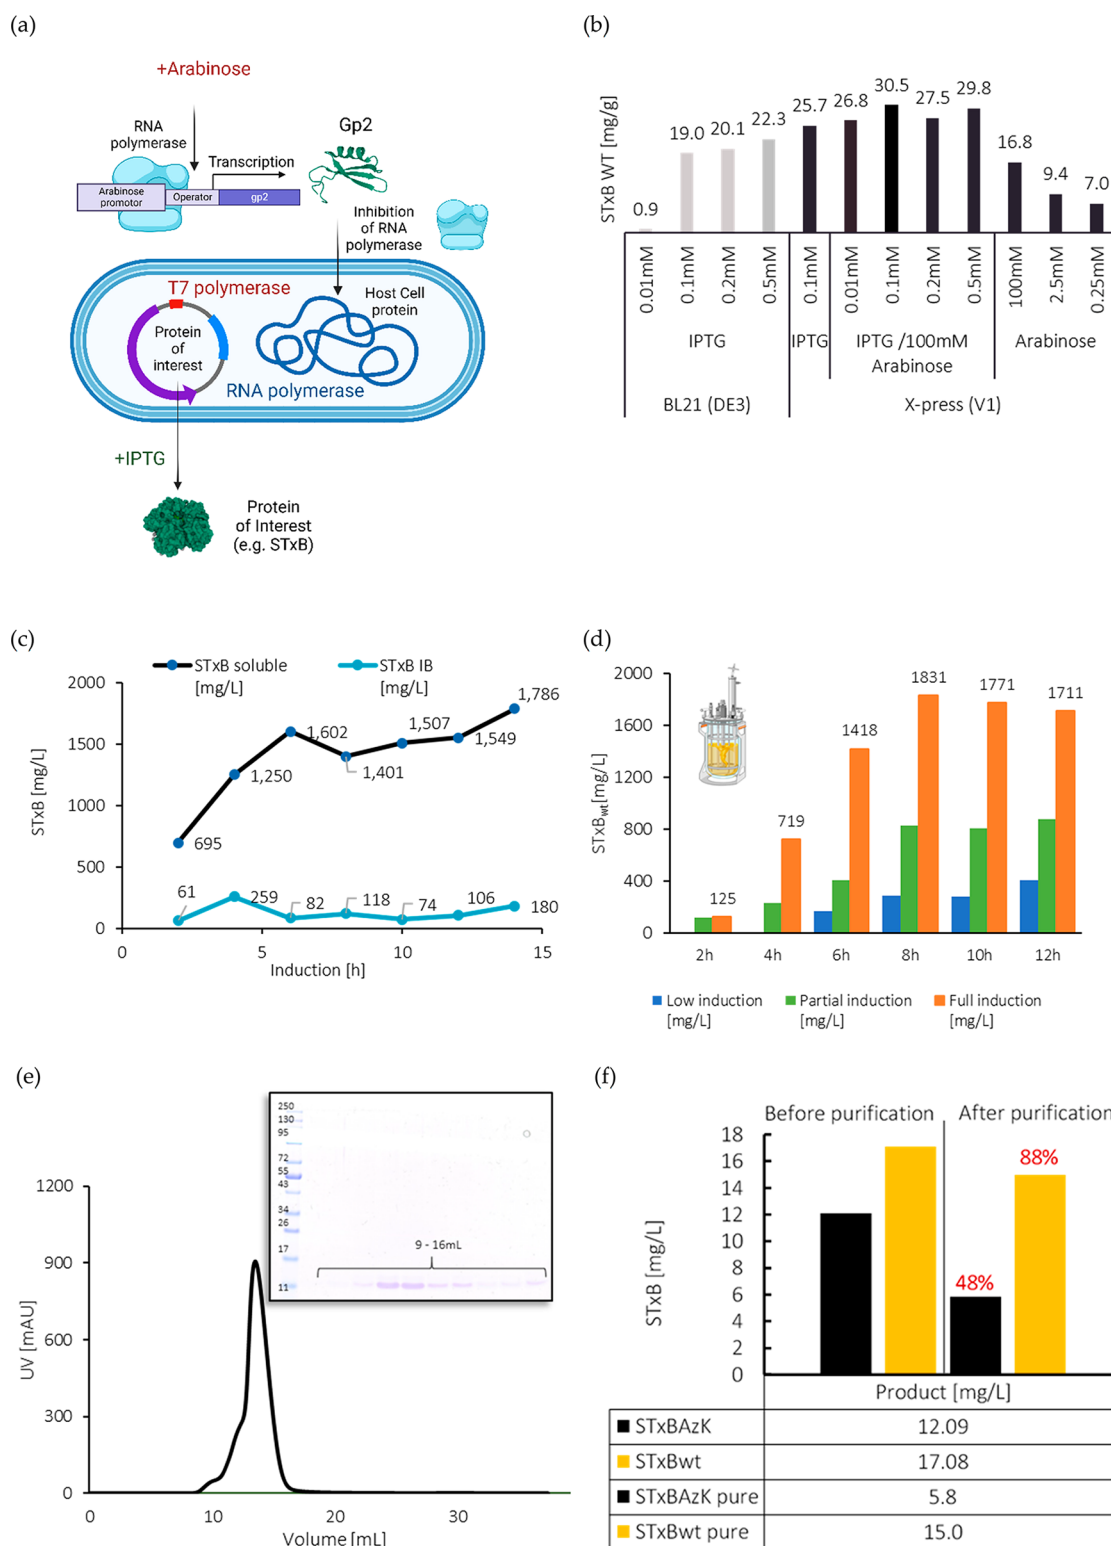 (a)
+Arabinose
RNA
polymerase
Gp2
Transcription
Arabinose
promotor
Operator
gp2
Inhibition
of RNA
polymerase
T7 polymerase
Host Cell
protein
Protein
of
interest
RNA polymerase
+IPTG
Protein
of Interest
(e.g. STxB)
(b)
STxB WT [mg/g]
0.9
19.0
20.1
22.3
25.7
26.8
30.5
27.5
29.8
16.8
9.4
7.0
0.01mM
0.1mM
0.2mM
0.5mM
0.1mM
0.01mM
0.1mM
0.2mM
0.5mM
100mM
2.5mM
0.25mM
IPTG
IPTG
IPTG /100mM
Arabinose
Arabinose
BL21 (DE3)
X-press (V1)
(c)
STxB soluble
[mg/L]
STxB IB
[mg/L]
STxB [mg/L]
2000
1500
1000
500
0
695
1,250
1,602
1,401
1,507
1,549
1,786
61
259
82
118
74
106
180
0
5
10
15
Induction [h]
(d)
STxBwt[mg/L]
2000
1600
1200
800
400
0
125
719
1418
1831
1771
1711
2h
4h
6h
8h
10h
12h
Low induction
[mg/L]
Partial induction
[mg/L]
Full induction
[mg/L]
(e)
250
130
95
72
55
43
34
26
17
11
9 - 16mL
UV [mAU]
1200
900
600
300
0
0
10
20
30
Volume [mL]
(f)
Before purification
After purification
STxB [mg/L]
18
16
14
12
10
8
6
4
2
0
48%
88%
Product [mg/L]
STxBAzK 12.09
STxBwt 17.08
STxBAzK pure 5.8
STxBwt pure 15.0